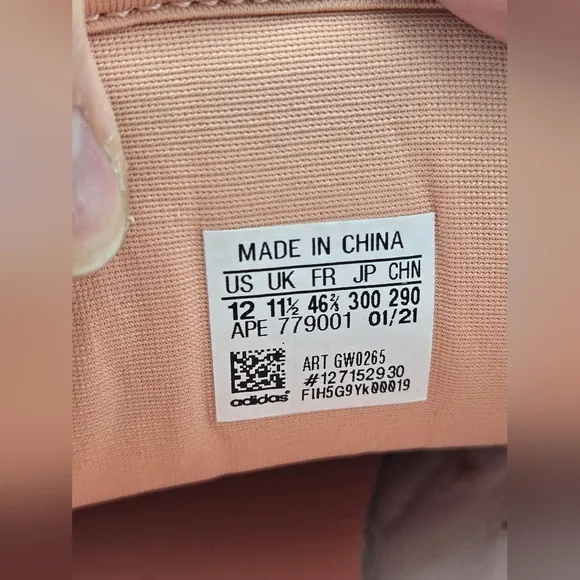 MADE IN CHINA
US UK FR JP CHN
12 11½ 46⅔ 300 290
APE 779001 01/21
ART GW0265
#127152930
FIH5G9Yk00019
adidas